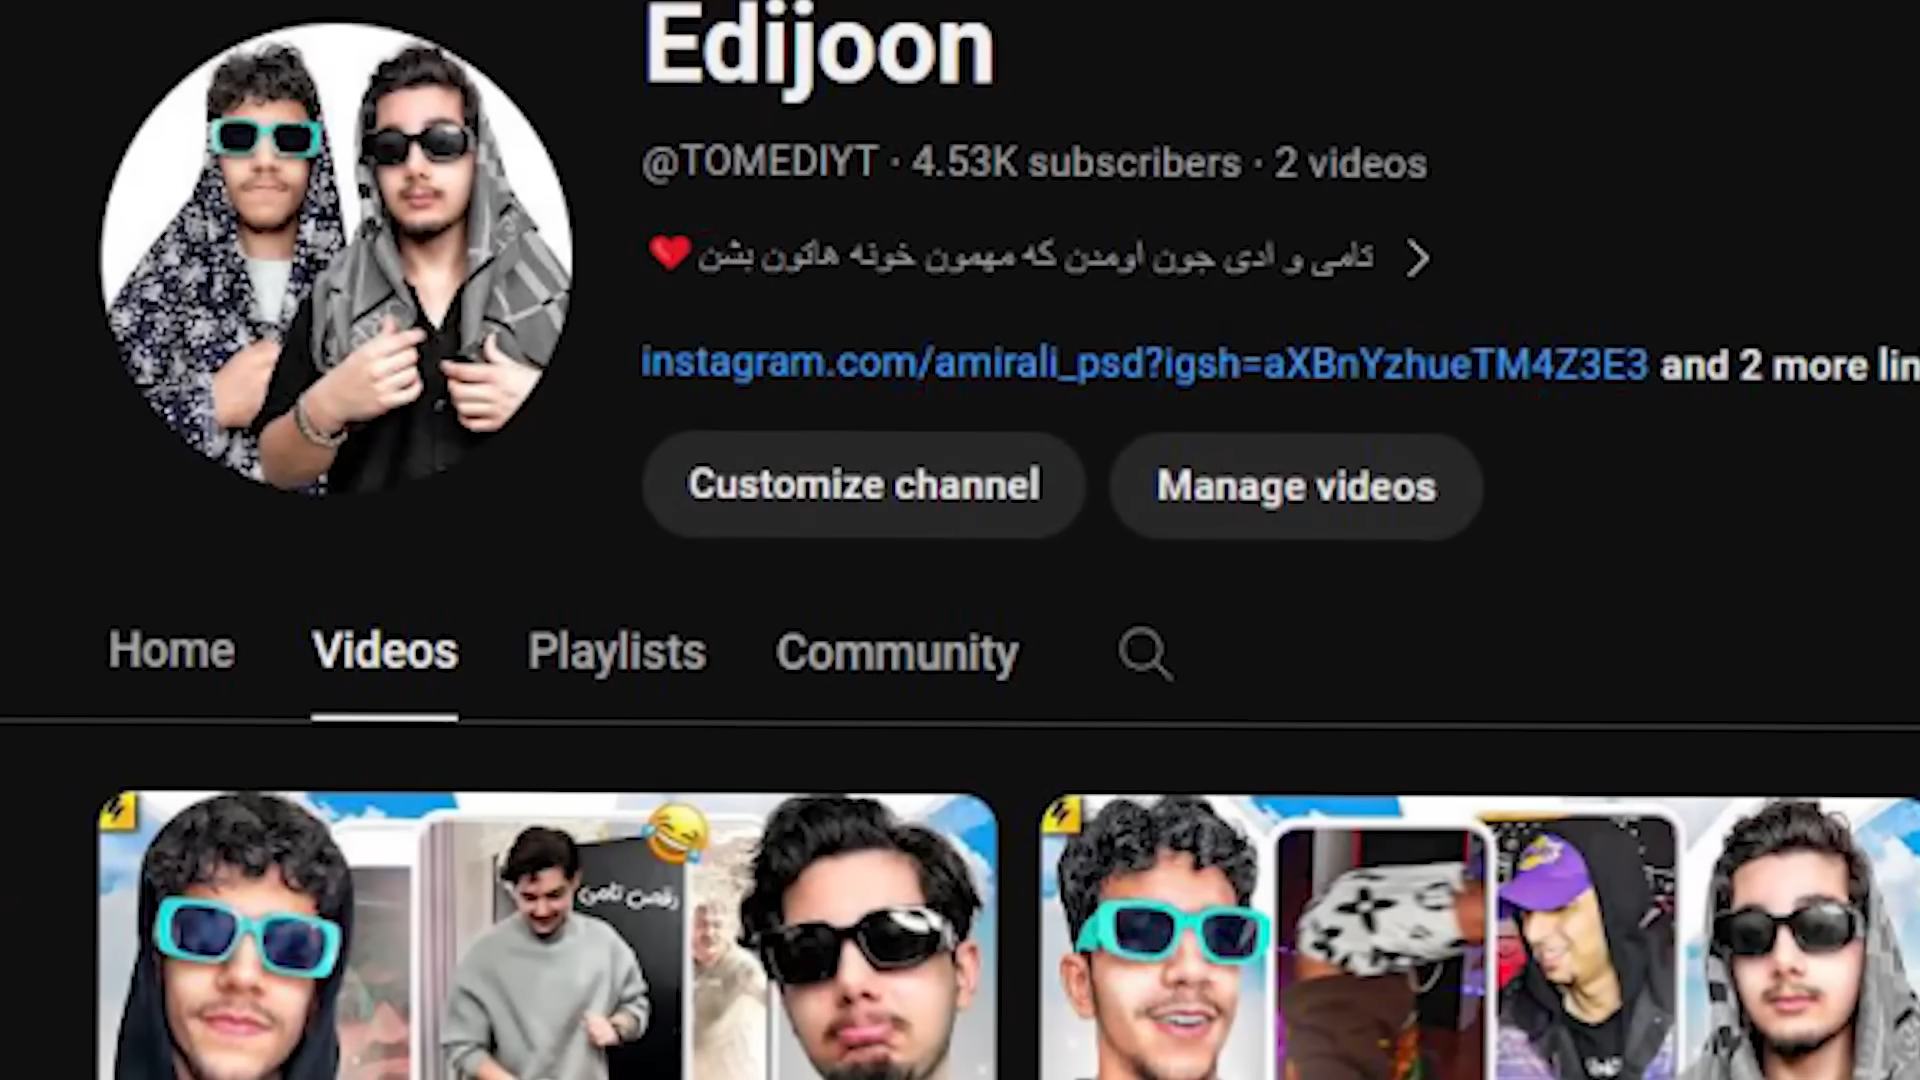 Edijoon
@TOMEDIYT · 4.53K subscribers · 2 videos
تامی و ادی جون اومدن که مهمون خونه هاتون بشن ❤️
instagram.com/amirali_psd?igsh=aXBnYzhueTM4Z3E3 and 2 more lin
Customize channel
Manage videos
Home
Videos
Playlists
Community
رقص تامی